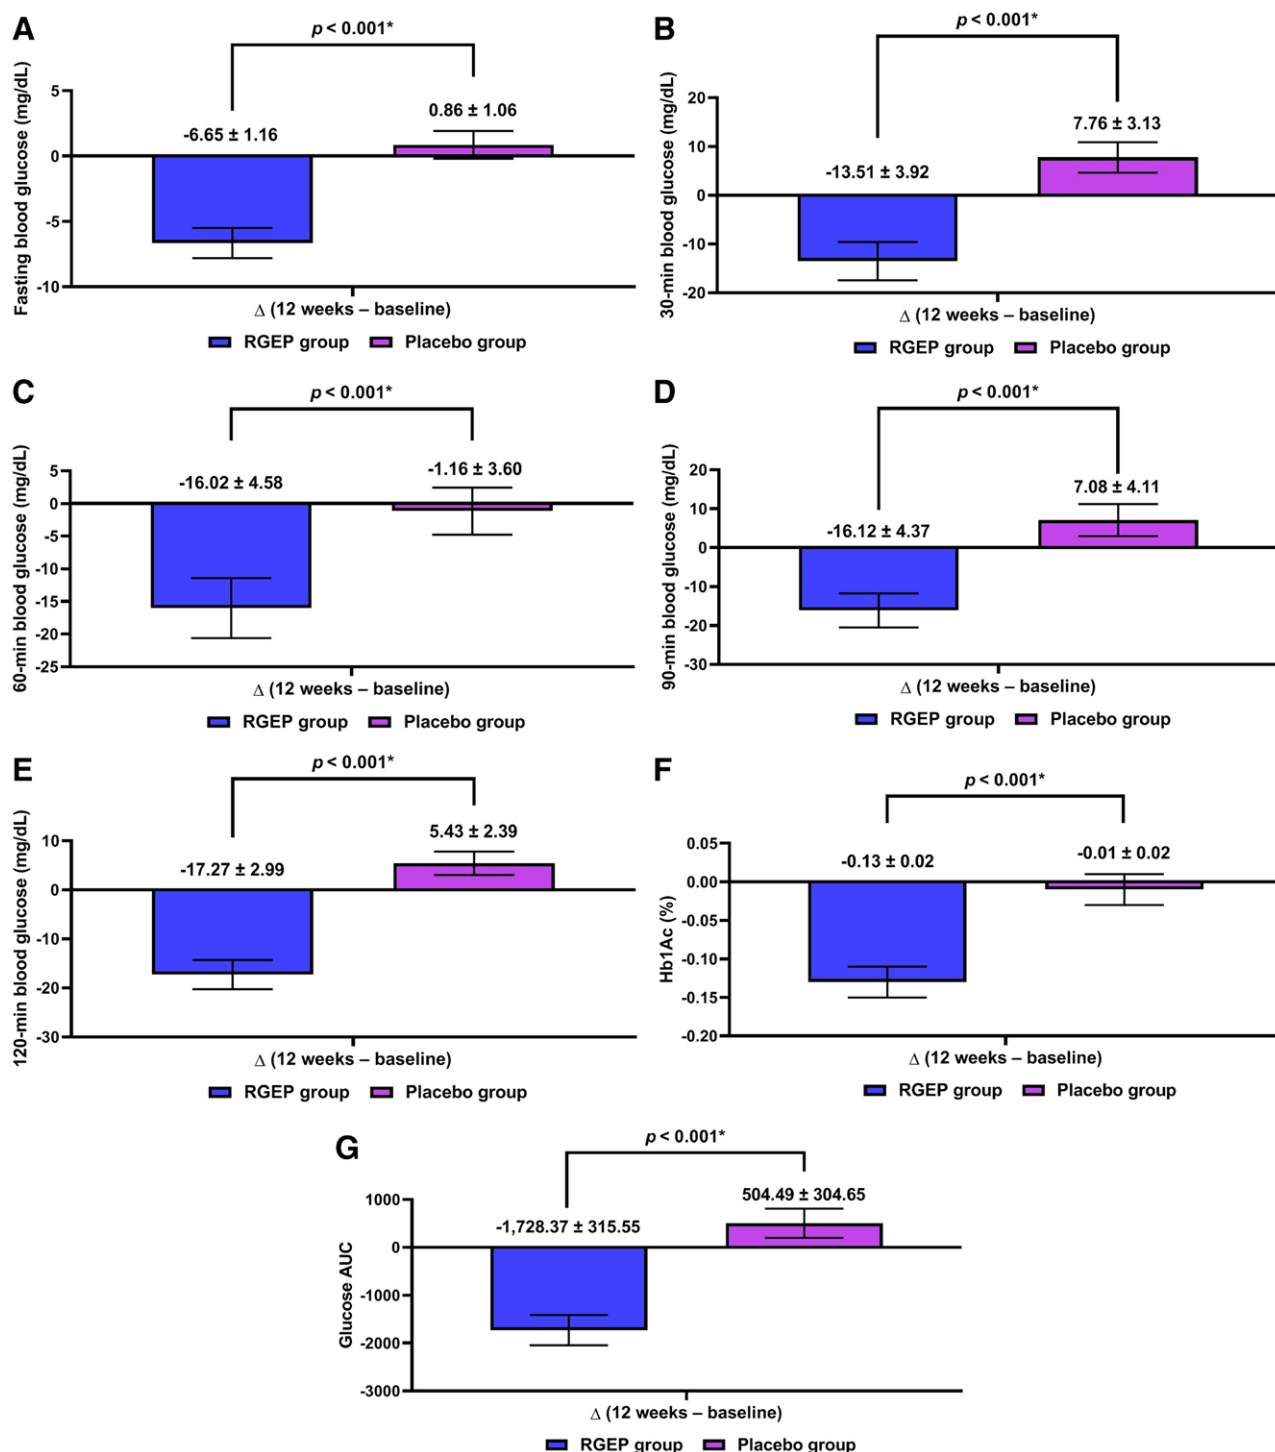 A
p < 0.001*
Fasting blood glucose (mg/dL)
5
0
-5
-10
-6.65 ± 1.16
0.86 ± 1.06
Δ (12 weeks – baseline)
RGEP group
Placebo group
B
p < 0.001*
30-min blood glucose (mg/dL)
20
10
0
-10
-20
-13.51 ± 3.92
7.76 ± 3.13
Δ (12 weeks – baseline)
RGEP group
Placebo group
C
p < 0.001*
60-min blood glucose (mg/dL)
5
0
-5
-10
-15
-20
-25
-16.02 ± 4.58
-1.16 ± 3.60
Δ (12 weeks – baseline)
RGEP group
Placebo group
D
p < 0.001*
90-min blood glucose (mg/dL)
20
10
0
-10
-20
-30
-16.12 ± 4.37
7.08 ± 4.11
Δ (12 weeks – baseline)
RGEP group
Placebo group
E
p < 0.001*
120-min blood glucose (mg/dL)
10
0
-10
-20
-30
-17.27 ± 2.99
5.43 ± 2.39
Δ (12 weeks – baseline)
RGEP group
Placebo group
F
p < 0.001*
Hb1Ac (%)
0.05
0.00
-0.05
-0.10
-0.15
-0.20
-0.13 ± 0.02
-0.01 ± 0.02
Δ (12 weeks – baseline)
RGEP group
Placebo group
G
p < 0.001*
Glucose AUC
1000
0
-1000
-2000
-3000
-1,728.37 ± 315.55
504.49 ± 304.65
Δ (12 weeks – baseline)
RGEP group
Placebo group